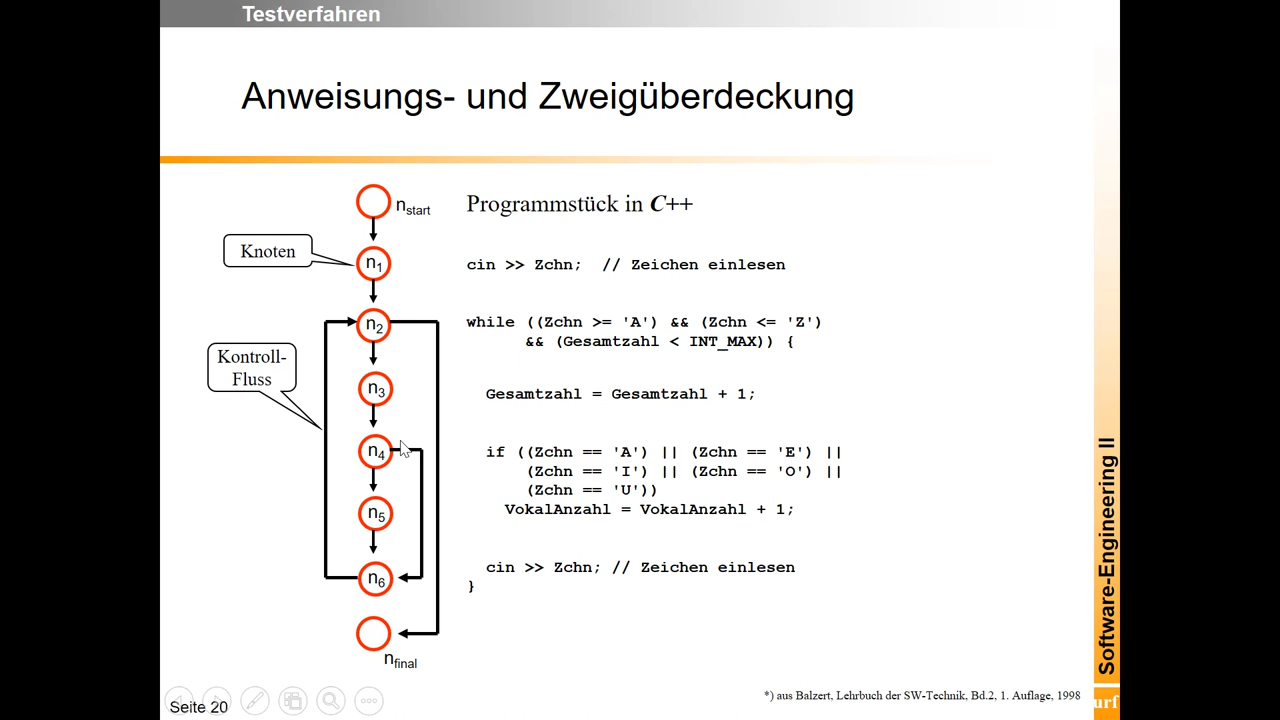 Testverfahren
Anweisungs- und Zweigüberdeckung
n start
Programmstück in C++
Knoten
n1
cin >> Zchn;  // Zeichen einlesen
n2
while ((Zchn >= 'A') && (Zchn <= 'Z')
&& (Gesamtzahl < INT_MAX)) {
Kontroll-
Fluss
n3
Gesamtzahl = Gesamtzahl + 1;
n4
if ((Zchn == 'A') || (Zchn == 'E') ||
(Zchn == 'I') || (Zchn == 'O') ||
(Zchn == 'U'))
n5
VokalAnzahl = VokalAnzahl + 1;
n6
cin >> Zchn; // Zeichen einlesen
}
n final
Software-Engineering II
urf
*) aus Balzert, Lehrbuch der SW-Technik, Bd.2, 1. Auflage, 1998
Seite 20